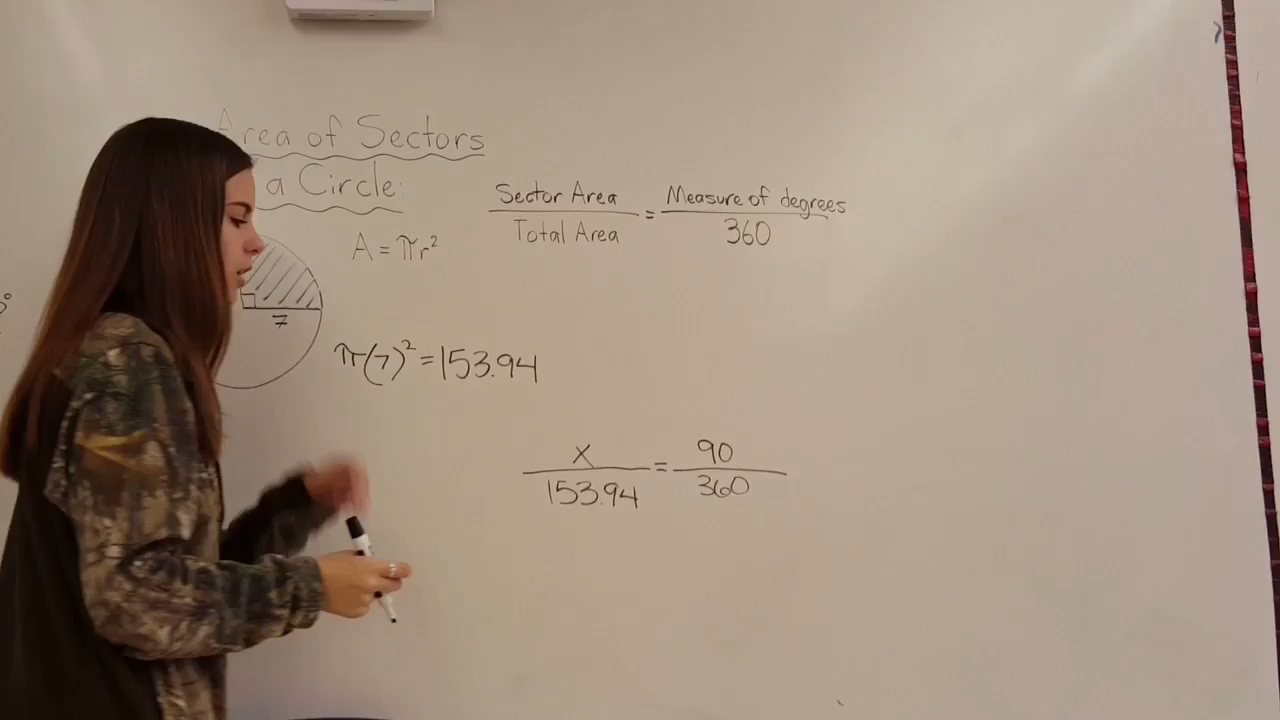 Area of Sectors
a Circle:
A = πr²
Sector Area / Total Area = Measure of degrees / 360
7
π(7)² = 153.94
x / 153.94 = 90 / 360